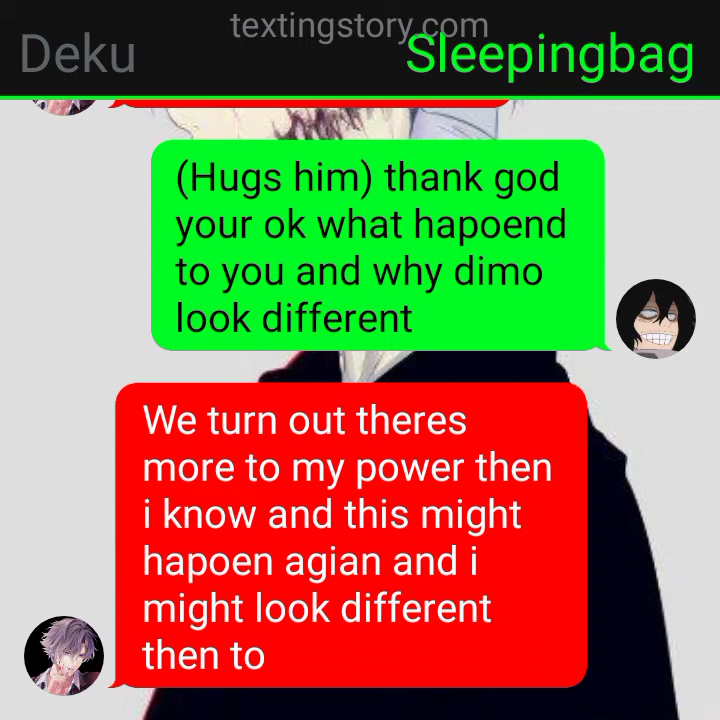 textingstory.com
Deku
Sleepingbag
(Hugs him) thank god
your ok what hapoend
to you and why dimo
look different
We turn out theres
more to my power then
i know and this might
hapoen agian and i
might look different
then to